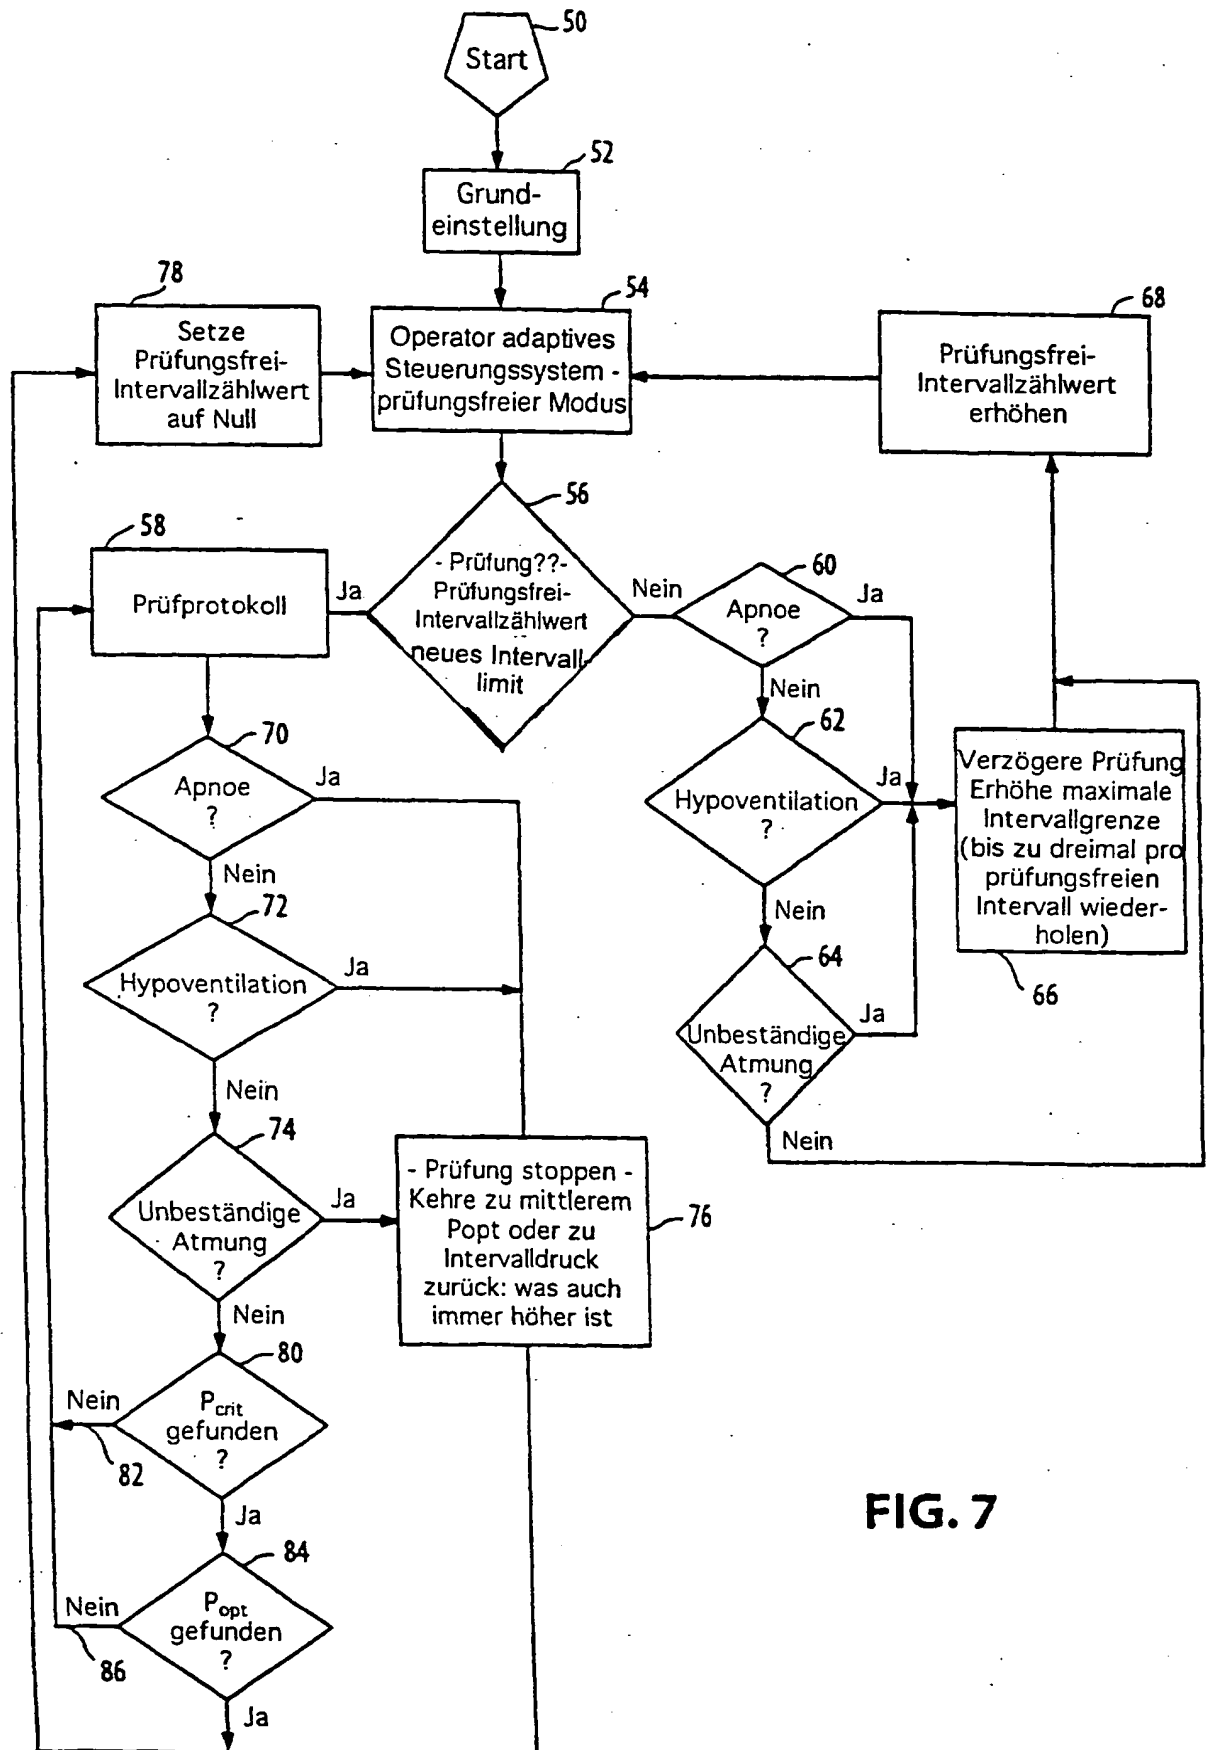 50
Start
52
Grund-
einstellung
78
Setze
Prüfungsfrei-
Intervallzählwert
auf Null
54
Operator adaptives
Steuerungssystem -
prüfungsfreier Modus
68
Prüfungsfrei-
Intervallzählwert
erhöhen
56
- Prüfung??-
Prüfungsfrei-
Intervallzählwert
neues Intervall-
limit
58
Prüfprotokoll
Ja
Nein
60
Apnoe
?
Ja
Nein
62
Hypoventilation
?
Ja
Nein
64
Unbeständige
Atmung
?
Ja
Nein
Verzögere Prüfung
Erhöhe maximale
Intervallgrenze
(bis zu dreimal pro
prüfungsfreien
Intervall wieder-
holen)
66
70
Apnoe
?
Ja
Nein
72
Hypoventilation
?
Ja
Nein
74
Unbeständige
Atmung
?
Ja
Nein
- Prüfung stoppen -
Kehre zu mittlerem
Popt oder zu
Intervalldruck
zurück: was auch
immer höher ist
76
80
Pcrit
gefunden
?
Nein
82
Ja
84
Popt
gefunden
?
Nein
86
Ja
FIG. 7